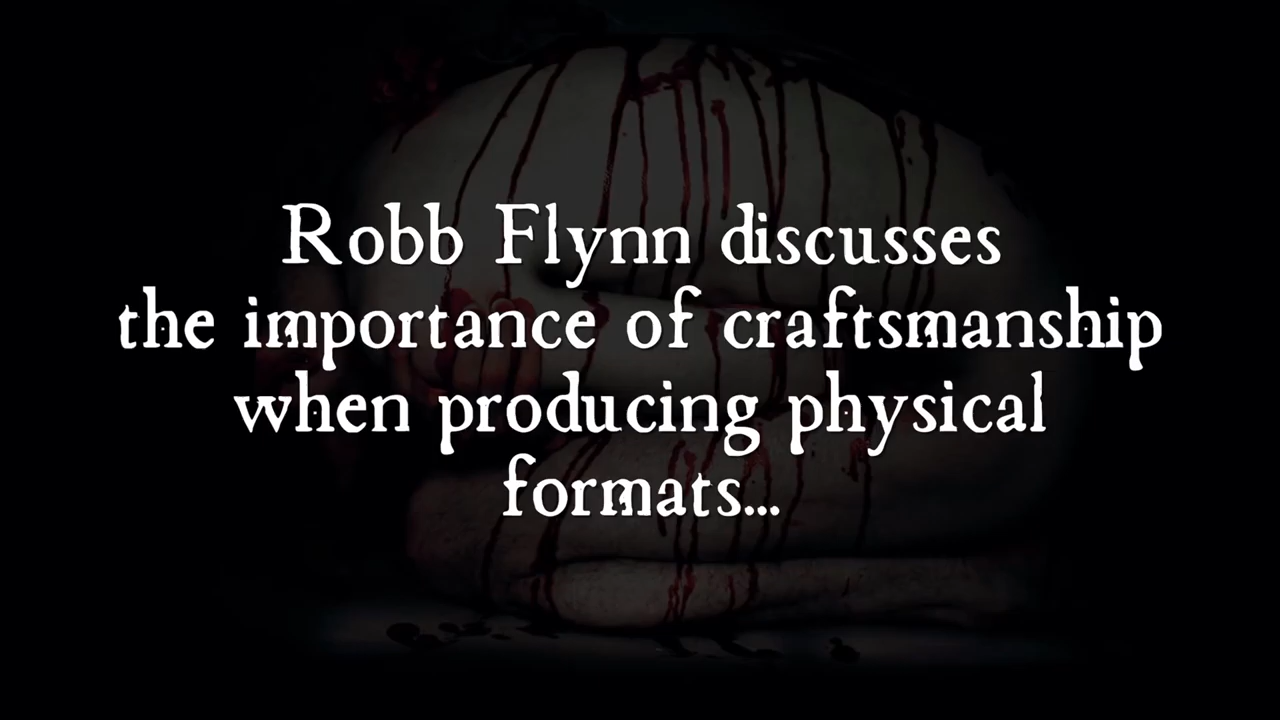 Robb Flynn discusses
the importance of craftsmanship
when producing physical
formats...